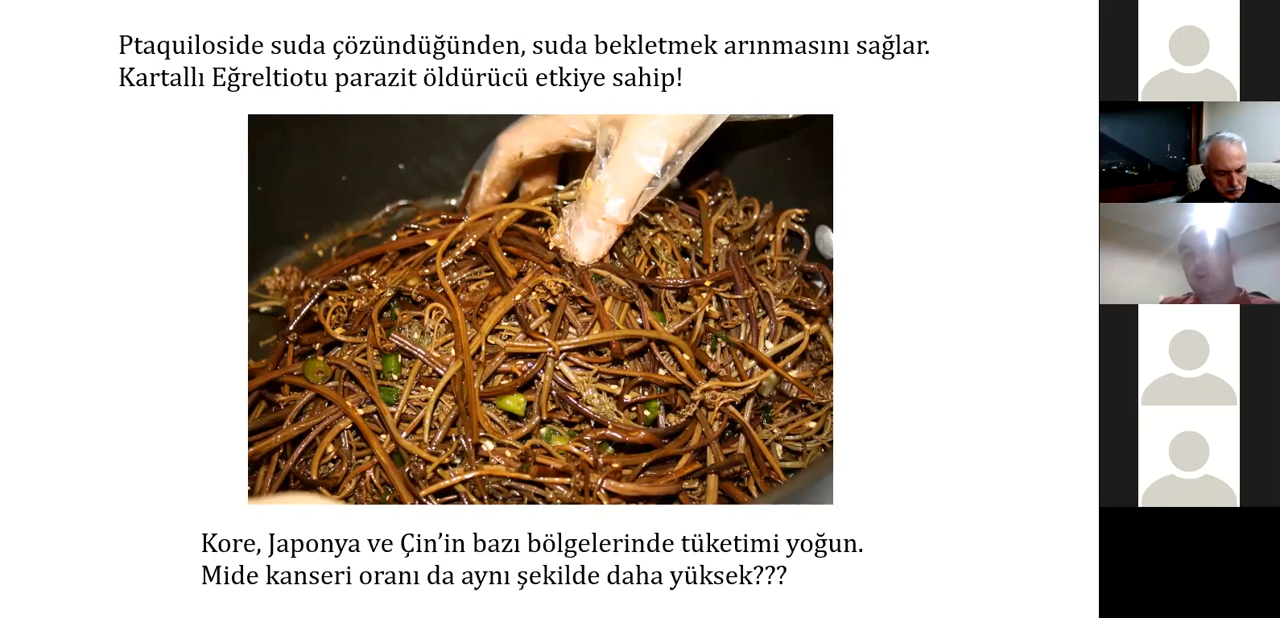 Ptaquiloside suda çözündüğünden, suda bekletmek arınmasını sağlar.
Kartallı Eğreltiotu parazit öldürücü etkiye sahip!
Kore, Japonya ve Çin’in bazı bölgelerinde tüketimi yoğun.
Mide kanseri oranı da aynı şekilde daha yüksek???